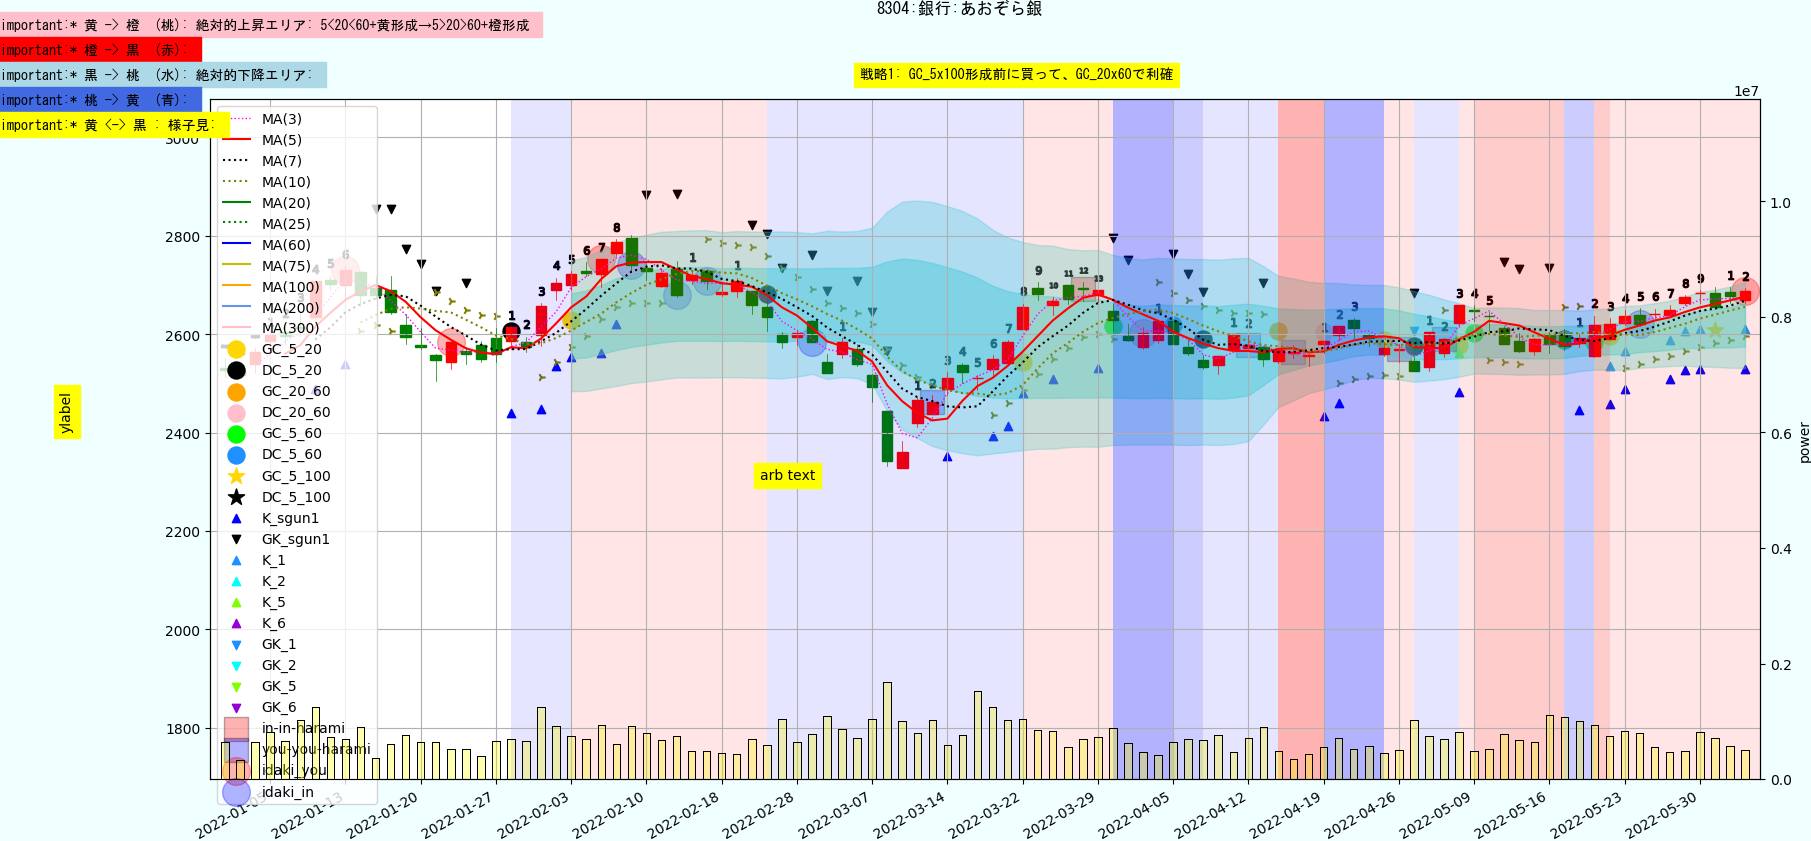 8304:銀行:あおぞら銀
important:* 黄 -> 橙 (桃): 絶対的上昇エリア: 5<20<60+黄形成→5>20>60+橙形成
important:* 橙 -> 黒 (赤):
important:* 黒 -> 桃 (水): 絶対的下降エリア:
戦略1: GC_5x100形成前に買って、GC_20x60で利確
important:* 桃 -> 黄 (青):
important:* 黄 <-> 黒 : 様子見:
1e7
MA(3)
MA(5)
MA(7)
MA(10)
MA(20)
MA(25)
MA(60)
MA(75)
MA(100)
MA(200)
MA(300)
GC_5_20
DC_5_20
GC_20_60
DC_20_60
GC_5_60
DC_5_60
GC_5_100
DC_5_100
K_sgun1
GK_sgun1
K_1
K_2
K_5
K_6
GK_1
GK_2
GK_5
GK_6
in-in-harami
you-you-harami
idaki_you
idaki_in
3000
2800
2600
2400
2200
2000
1800
ylabel
arb text
1.0
0.8
0.6
0.4
0.2
0.0
power
2022-01-05
2022-01-13
2022-01-20
2022-01-27
2022-02-03
2022-02-10
2022-02-18
2022-02-28
2022-03-07
2022-03-14
2022-03-22
2022-03-29
2022-04-05
2022-04-12
2022-04-19
2022-04-26
2022-05-09
2022-05-16
2022-05-23
2022-05-30